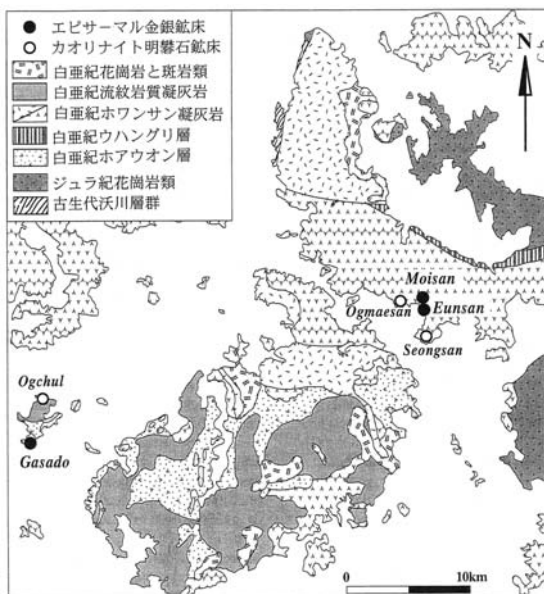 エピサーマル金銀鉱床
カオリナイト明礬石鉱床
白亜紀花崗岩と斑岩類
白亜紀流紋岩質凝灰岩
白亜紀ホワンサン凝灰岩
白亜紀ウハングリ層
白亜紀ホアウオン層
ジュラ紀花崗岩類
古生代沃川層群
N
Moisan
Ogmaesan
Eunsan
Seongsan
Ogchul
Gasado
0
10km